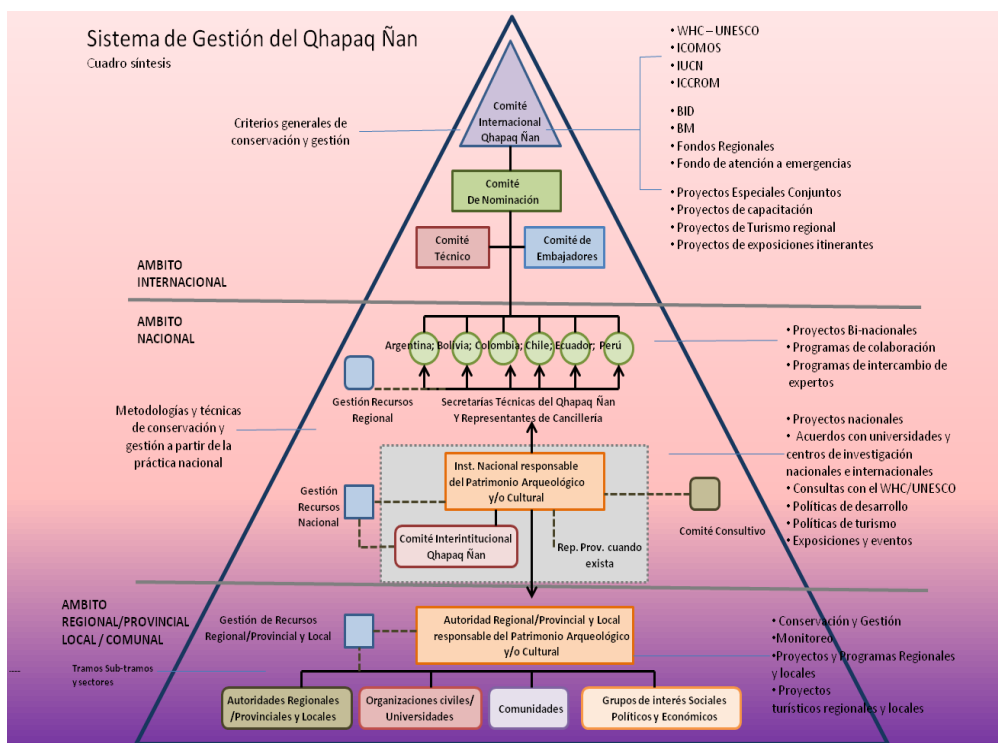 Sistema de Gestión del Qhapaq Ñan
Cuadro síntesis
• WHC – UNESCO
• ICOMOS
• IUCN
• ICCROM
• BID
• BM
• Fondos Regionales
• Fondo de atención a emergencias
• Proyectos Especiales Conjuntos
• Proyectos de capacitación
• Proyectos de Turismo regional
• Proyectos de exposiciones itinerantes
Criterios generales de
conservación y gestión
Comité
Internacional
Qhapaq Ñan
Comité
De Nominación
Comité
Técnico
Comité de
Embajadores
AMBITO
INTERNACIONAL
AMBITO
NACIONAL
Argentina; Bolivia; Colombia; Chile; Ecuador; Perú
• Proyectos Bi-nacionales
• Programas de colaboración
• Programas de intercambio de
expertos
Gestión Recursos
Regional
Secretarías Técnicas del Qhapaq Ñan
Y Representantes de Cancillería
Metodologías y técnicas
de conservación y
gestión a partir de la
práctica nacional
• Proyectos nacionales
• Acuerdos con universidades y
centros de investigación
nacionales e internacionales
• Consultas con el WHC/UNESCO
• Políticas de desarrollo
• Políticas de turismo
• Exposiciones y eventos
Inst. Nacional responsable
del Patrimonio Arqueológico
y/o Cultural
Gestión
Recursos
Nacional
Comité Interintitucional
Qhapaq Ñan
Rep. Prov. cuando
exista
Comité Consultivo
AMBITO
REGIONAL/PROVINCIAL
LOCAL / COMUNAL
Gestión de Recursos
Regional/Provincial y Local
Autoridad Regional/Provincial y Local
responsable del Patrimonio Arqueológico
y/o Cultural
• Conservación y Gestión
•Monitoreo
•Proyectos y Programas Regionales
y locales
• Proyectos
turísticos regionales y locales
Tramos Sub-tramos
y sectores
Autoridades Regionales
/Provinciales y Locales
Organizaciones civiles/
Universidades
Comunidades
Grupos de interés Sociales
Políticos y Económicos